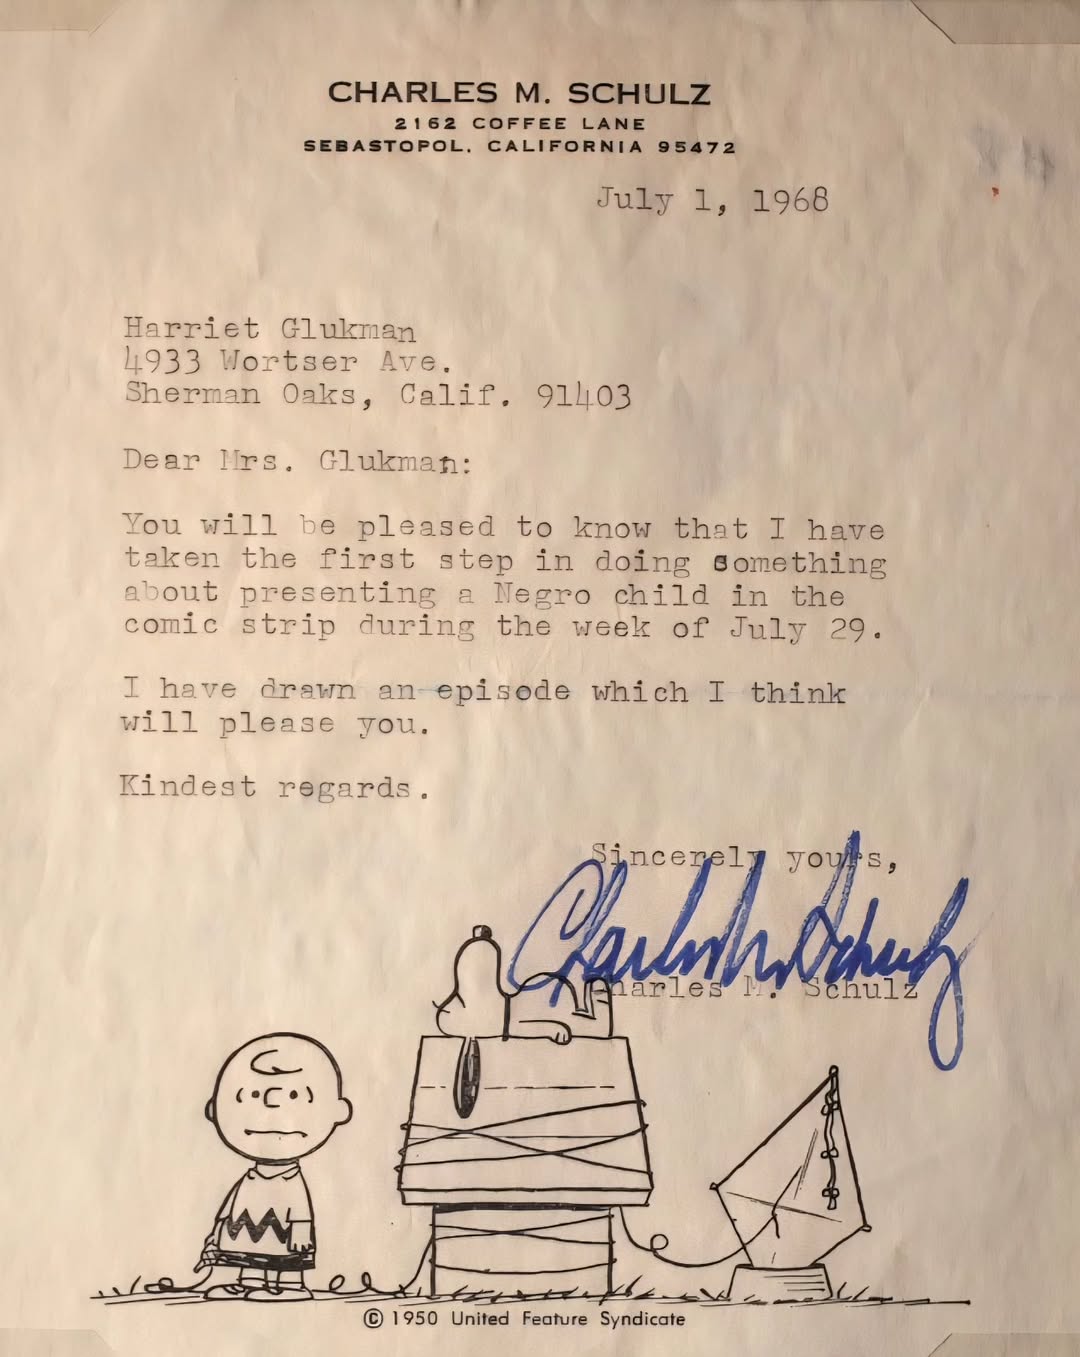 CHARLES M. SCHULZ
2162 COFFEE LANE
SEBASTOPOL, CALIFORNIA 95472
July 1, 1968
Harriet Glukman
4933 Wortser Ave.
Sherman Oaks, Calif. 91403
Dear Mrs. Glukman:
You will be pleased to know that I have
taken the first step in doing something
about presenting a Negro child in the
comic strip during the week of July 29.
I have drawn an episode which I think
will please you.
Kindest regards.
Sincerely yours,
Charles M. Schulz
Charles M. Schulz
© 1950 United Feature Syndicate